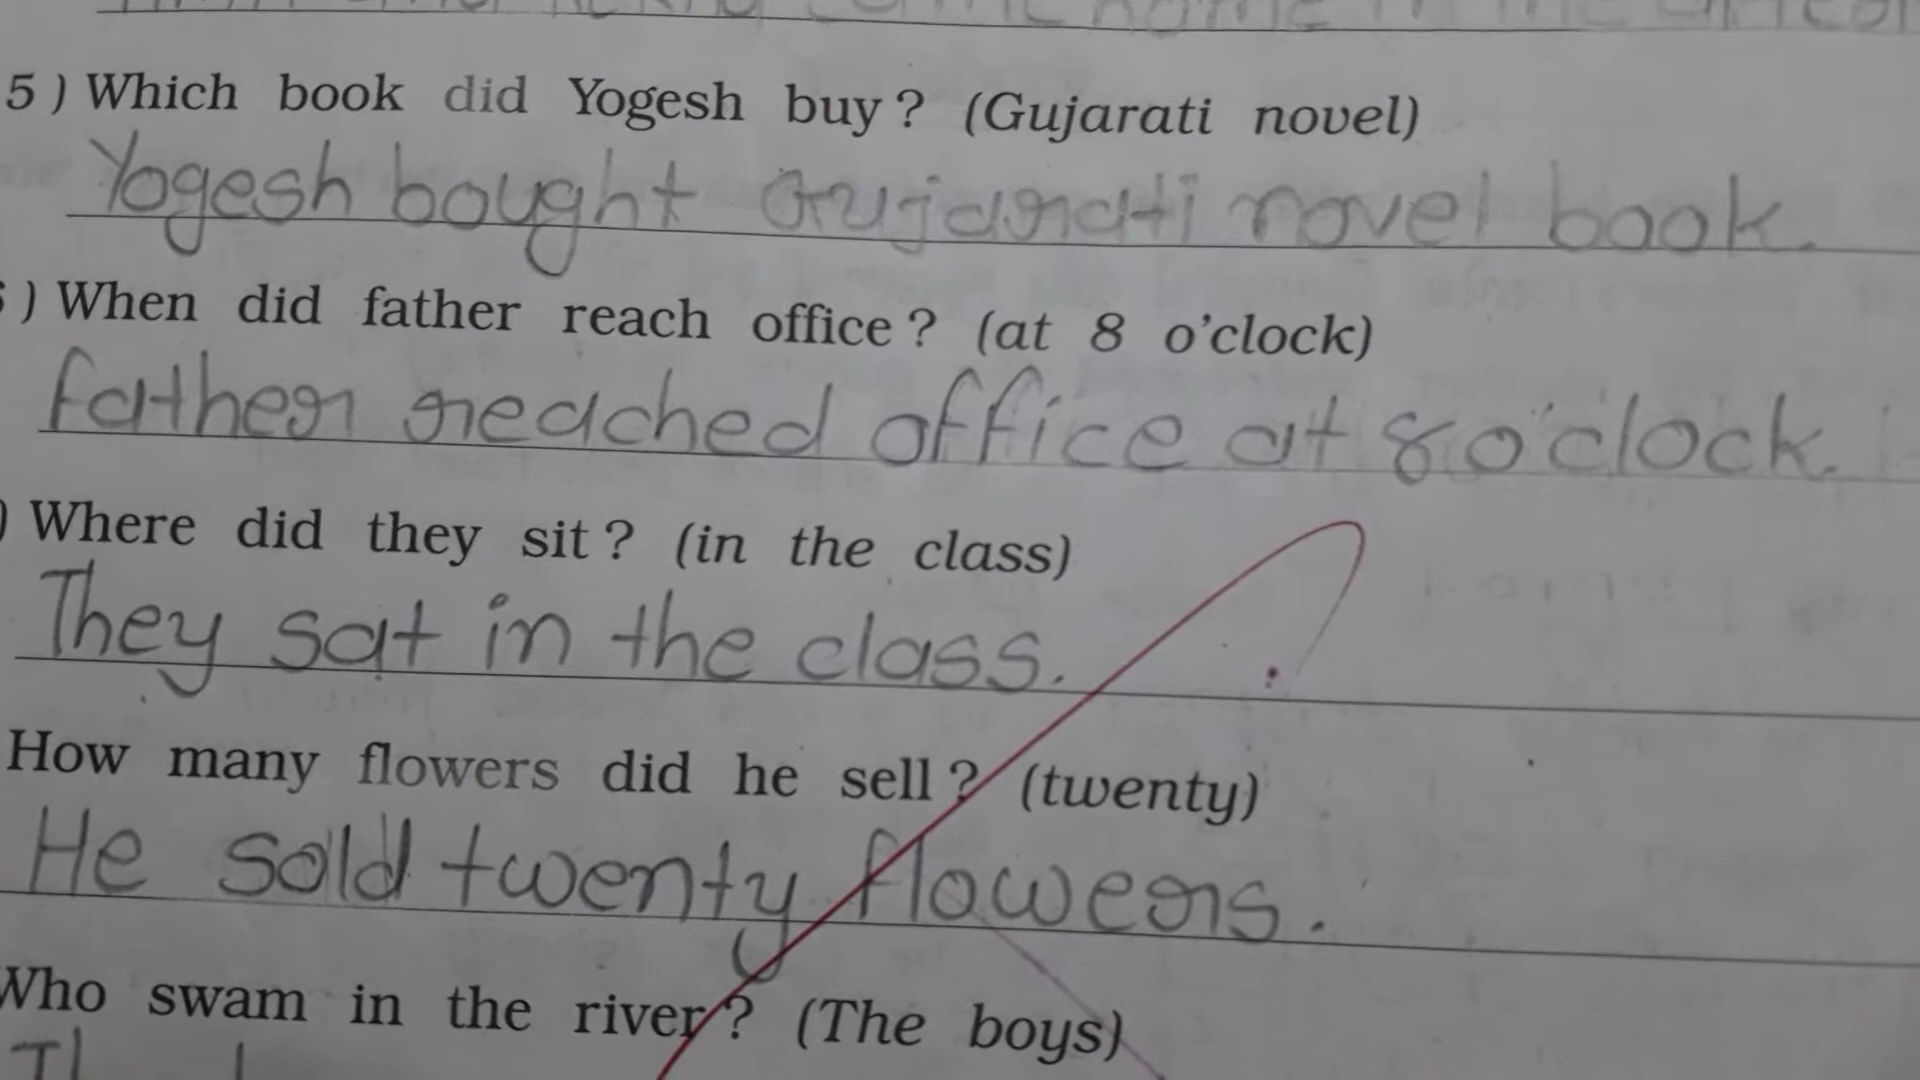 5) Which book did Yogesh buy? (Gujarati novel)
Yogesh bought Gujarati novel book.
) When did father reach office? (at 8 o'clock)
father reached office at 8 o'clock.
) Where did they sit? (in the class)
They sat in the class.
How many flowers did he sell? (twenty)
He sold twenty flowers.
Who swam in the river? (The boys)